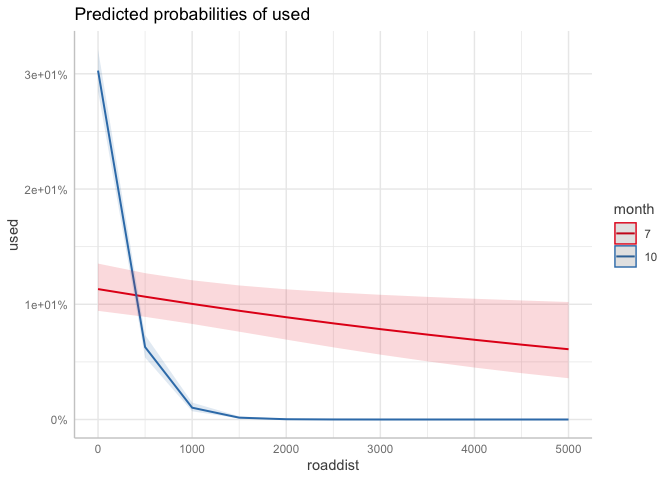 Predicted probabilities of used
3e+01%
2e+01%
1e+01%
0%
used
0 1000 2000 3000 4000 5000
roaddist
month
7
10